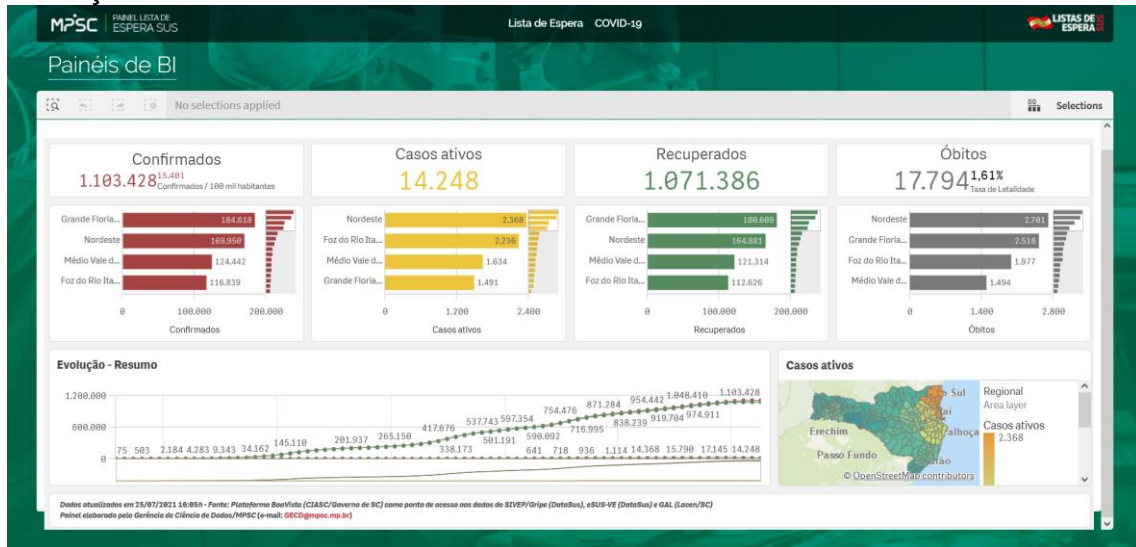 MPSC PAINEL LISTA DE ESPERA SUS
Lista de Espera COVID-19
LISTAS DE ESPERA SUS
Painéis de BI
No selections applied
Selections
Confirmados
1.103.428 15,401 Confirmados / 100 mil habitantes
Casos ativos
14.248
Recuperados
1.071.386
Óbitos
17.794 1,61% Taxa de Letalidade
Grande Floria... 184.618
Nordeste 169.950
Médio Vale d... 124.442
Foz do Rio Ita... 116.839
0 100.000 200.000
Confirmados
Nordeste 2.368
Foz do Rio Ita... 2.236
Médio Vale d... 1.634
Grande Floria... 1.491
0 1.200 2.400
Casos ativos
Grande Floria... 180.609
Nordeste 164.881
Médio Vale d... 121.314
Foz do Rio Ita... 112.626
0 100.000 200.000
Recuperados
Nordeste 2.701
Grande Floria... 2.518
Foz do Rio Ita... 1.977
Médio Vale d... 1.494
0 1.400 2.800
Óbitos
Evolução - Resumo
1.200.000
600.000
0
75 503 2.184 4.283 9.343 34.162 145.110 201.937 265.150 417.676 537.743 597.354 754.476 871.284 954.442 1.048.410 1.103.428
338.173 501.191 590.092 716.995 838.239 919.704 974.911
641 718 936 1.114 14.368 15.790 17.145 14.248
Casos ativos
Sul
Erechim
Passo Fundo
© OpenStreetMap contributors
Regional
Area layer
Casos ativos
2.368
Dados atualizados em 25/07/2021 16:05h - Fonte: Plataforma BoaVista (CIASC/Governo de SC) como ponto de acesso aos dados do SIVEP/Gripe (DataSus), eSUS-VE (DataSus) e GAL (Lacen/SC)
Painel elaborado pela Gerência de Ciência de Dados/MPSC (e-mail: GECD@mpsc.mp.br)